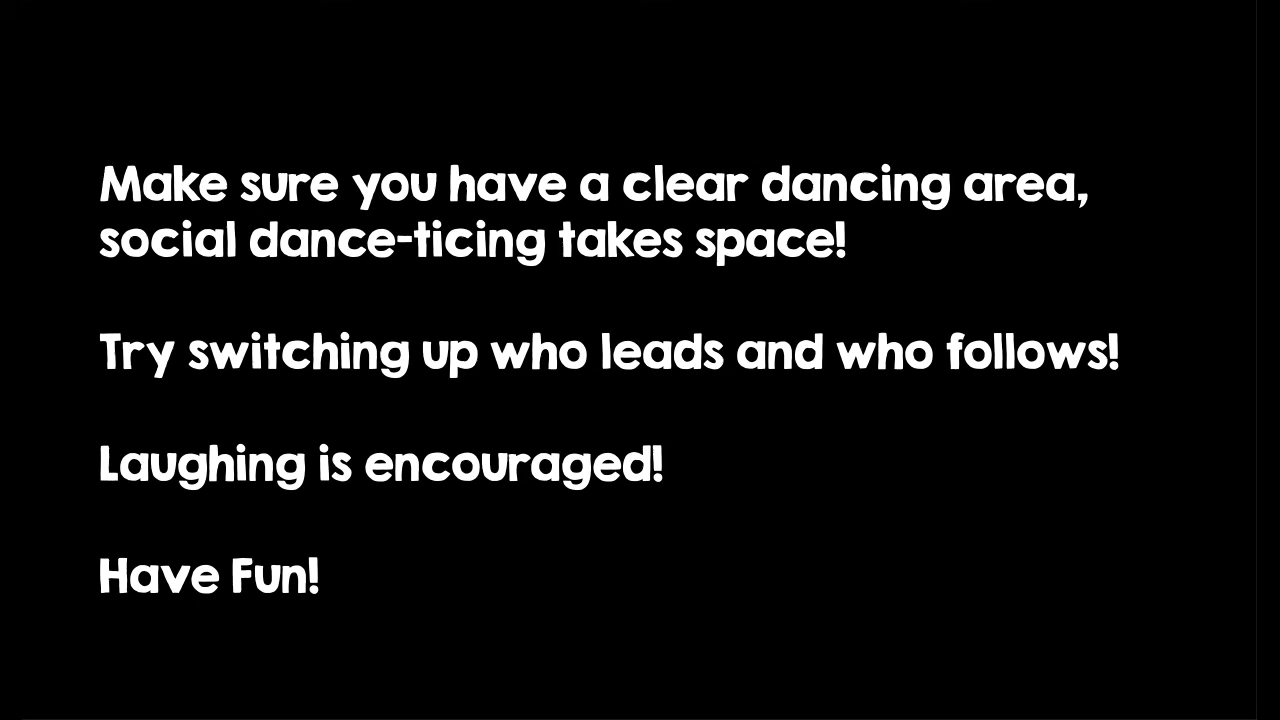 Make sure you have a clear dancing area,
social dance-ticing takes space!
Try switching up who leads and who follows!
Laughing is encouraged!
Have Fun!